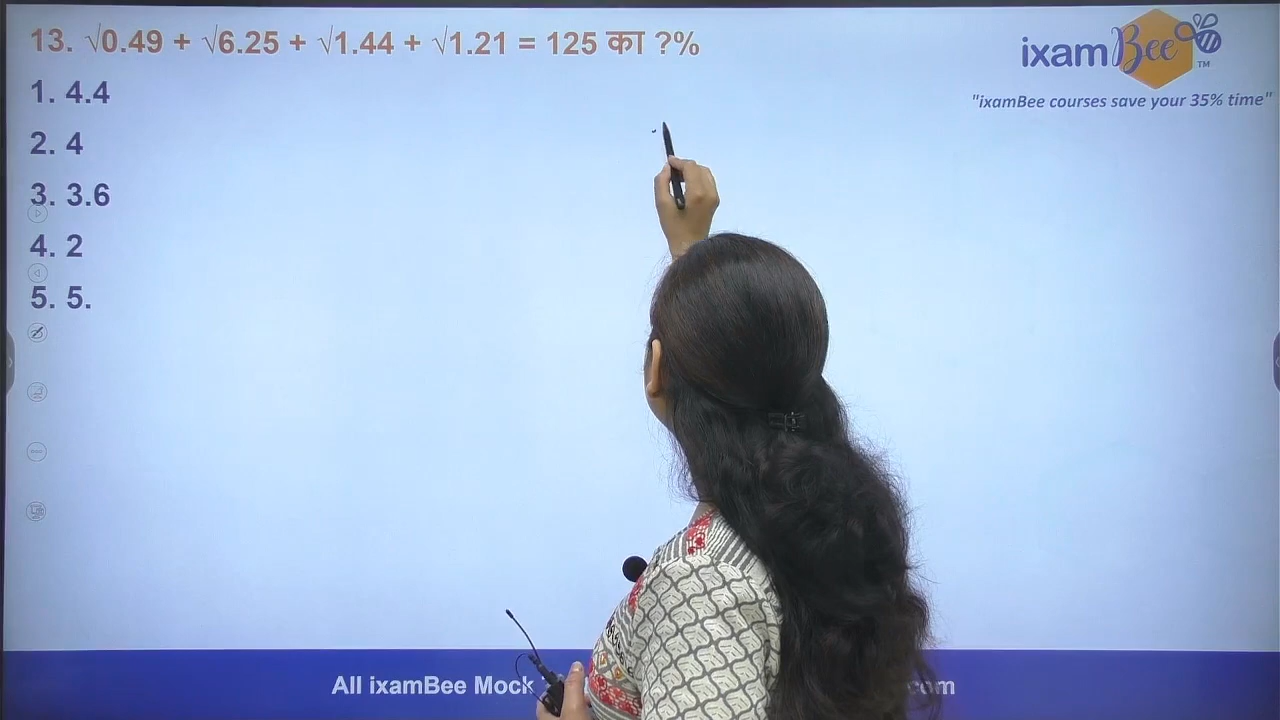 13. √0.49 + √6.25 + √1.44 + √1.21 = 125 का ?%
1. 4.4
2. 4
3. 3.6
4. 2
5. 5.
ixamBee™
"ixamBee courses save your 35% time"
All ixamBee Mock com